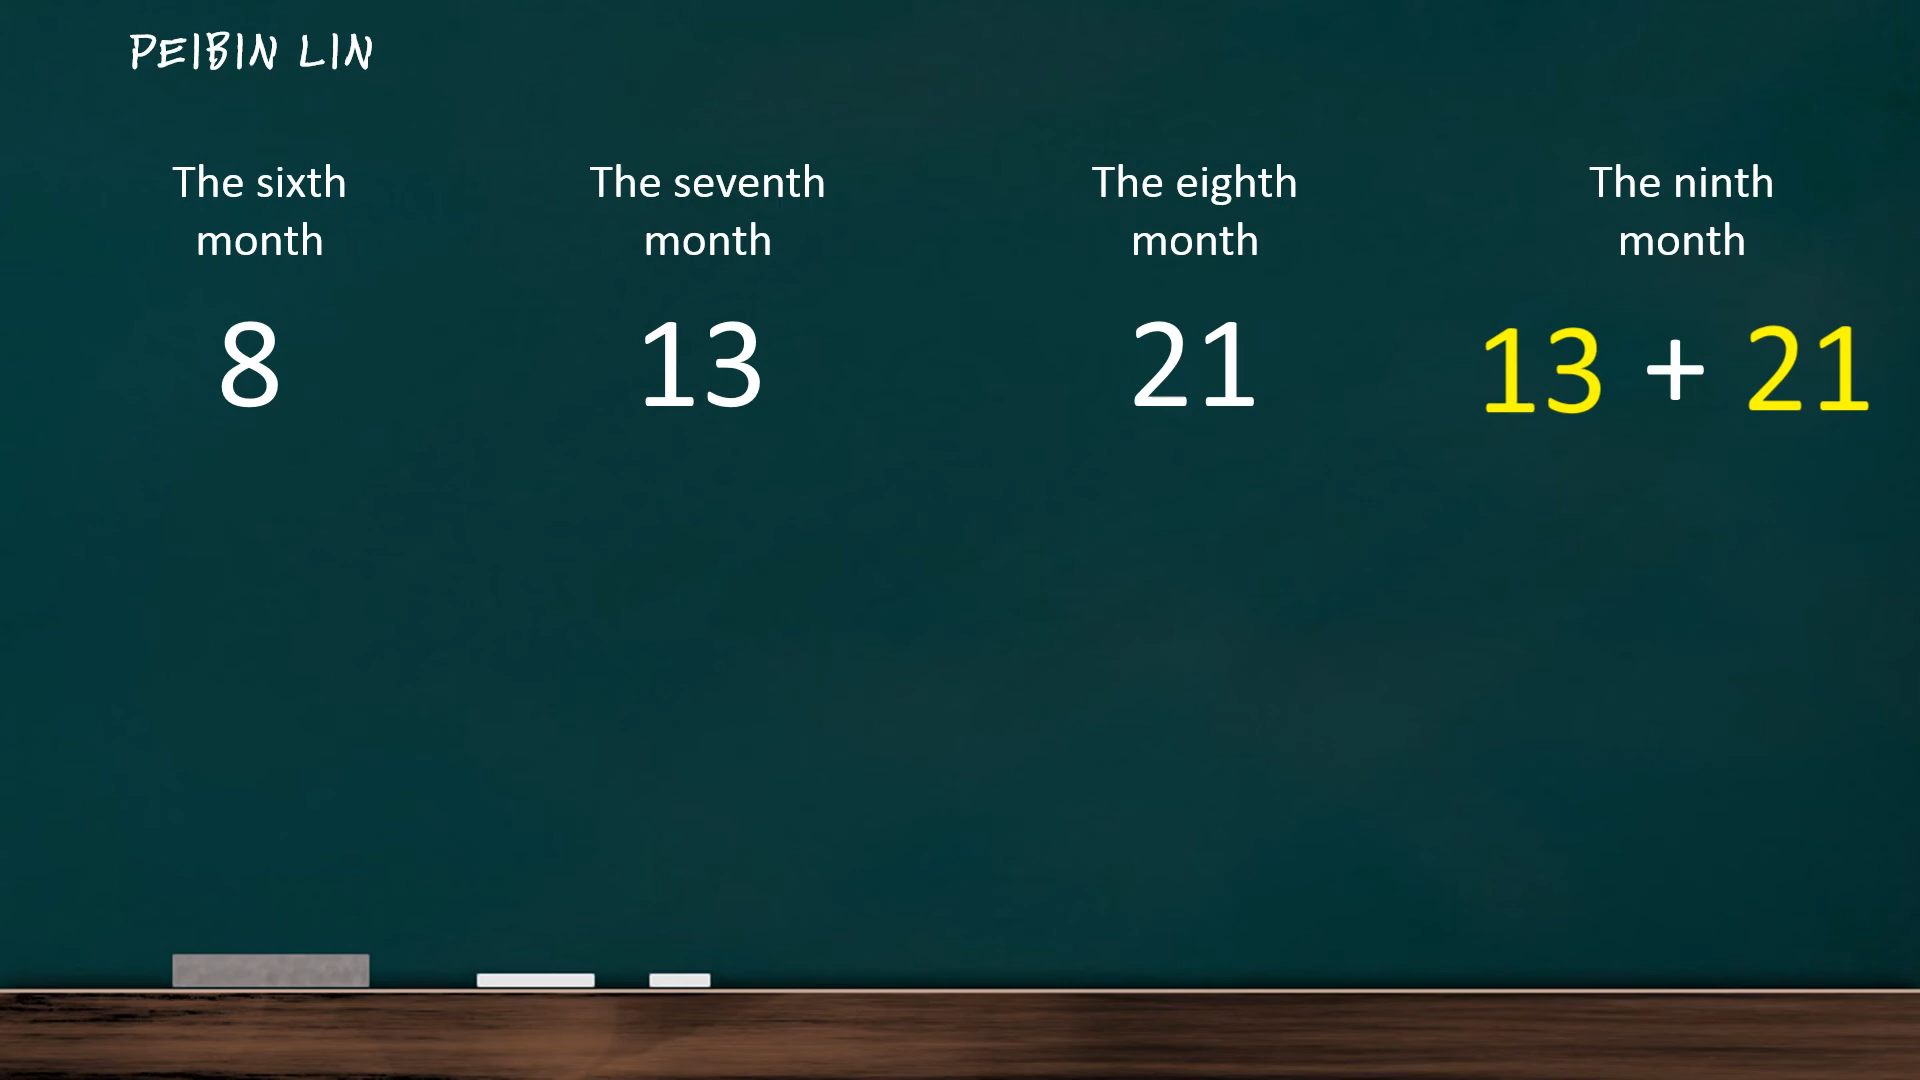 PEIBIN LIN
The sixth
month
The seventh
month
The eighth
month
The ninth
month
8
13
21
13 + 21